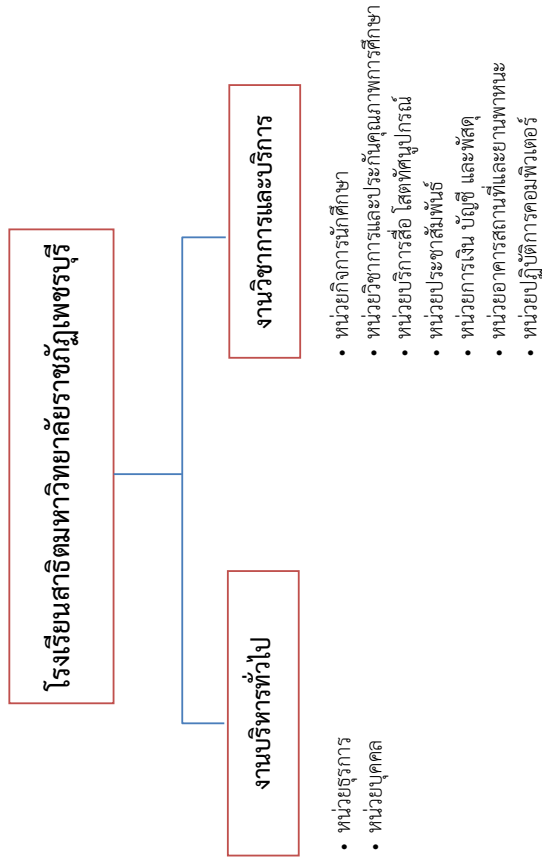 โรงเรียนสาธิตมหาวิทยาลัยราชภัฏเพชรบุรี
งานบริหารทั่วไป
• หน่วยธุรการ
• หน่วยบุคคล
งานวิชาการและบริการ
• หน่วยกิจการนักศึกษา
• หน่วยวิชาการและประกันคุณภาพการศึกษา
• หน่วยบริการสื่อ โสตทัศนูปกรณ์
• หน่วยประชาสัมพันธ์
• หน่วยการเงิน บัญชี และพัสดุ
• หน่วยอาคารสถานที่และยานพาหนะ
• หน่วยปฏิบัติการคอมพิวเตอร์